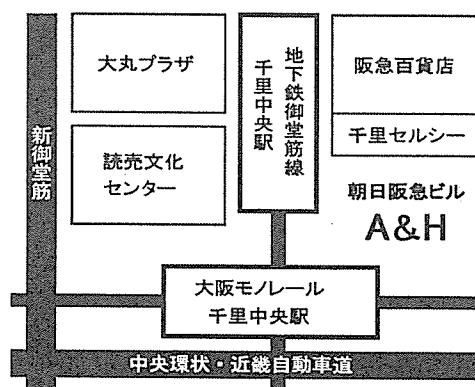 大丸プラザ
地下鉄御堂筋線
千里中央駅
阪急百貨店
千里セルシー
新御堂筋
読売文化
センター
朝日阪急ビル
A&H
大阪モノレール
千里中央駅
中央環状・近畿自動車道